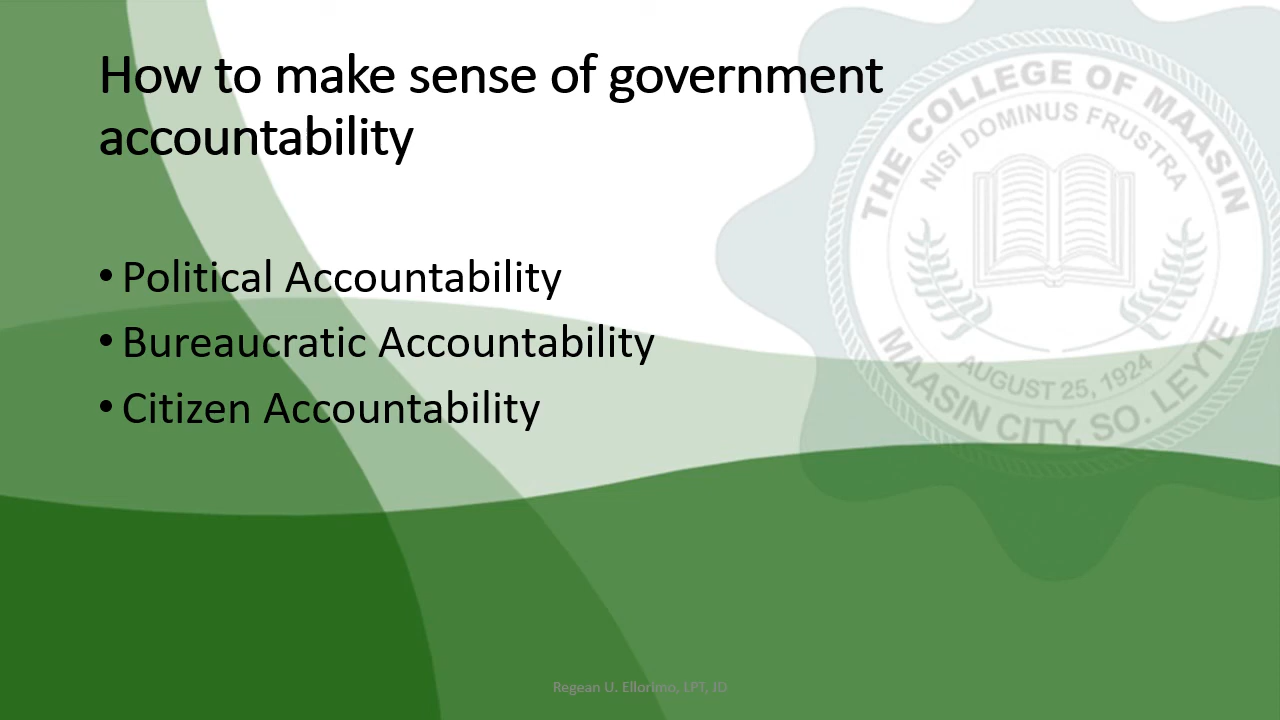 How to make sense of government
accountability
• Political Accountability
• Bureaucratic Accountability
• Citizen Accountability
THE COLLEGE OF MAASIN
NISI DOMINUS FRUSTRA
AUGUST 25, 1924
MAASIN CITY, SO. LEYTE
Regean U. Ellorimo, LPT, JD